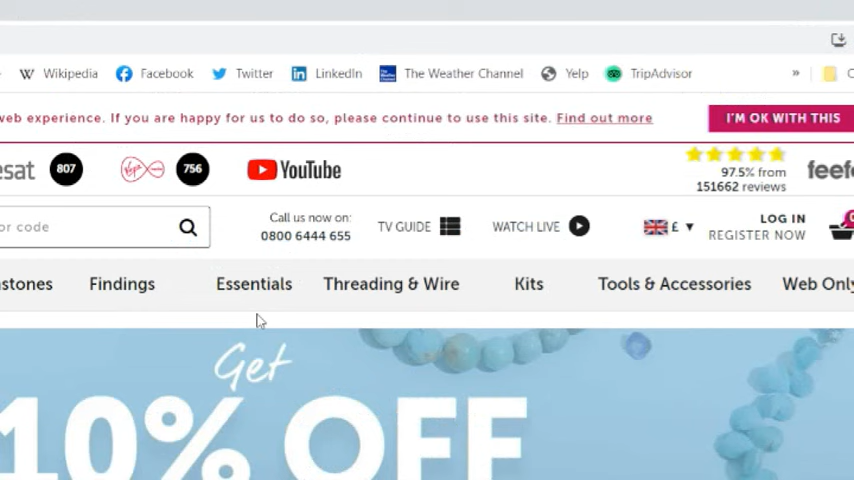 Wikipedia Facebook Twitter LinkedIn The Weather Channel Yelp TripAdvisor »
web experience. If you are happy for us to do so, please continue to use this site. Find out more I'M OK WITH THIS
807 756 YouTube
97.5% from
151662 reviews
or code
Call us now on:
0800 6444 655
TV GUIDE WATCH LIVE £ ▼
LOG IN
REGISTER NOW
Findings Essentials Threading & Wire Kits Tools & Accessories Web Only
Get
10% OFF